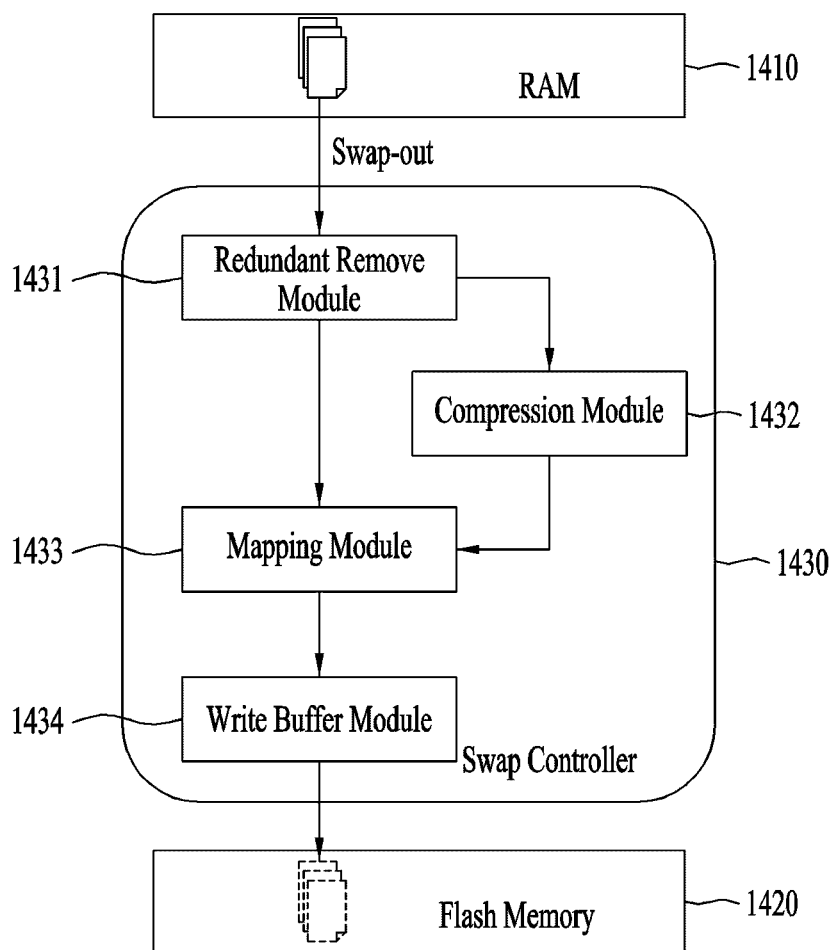 RAM
1410
Swap-out
Redundant Remove
Module
1431
Compression Module
1432
Mapping Module
1433
1430
Write Buffer Module
1434
Swap Controller
Flash Memory
1420